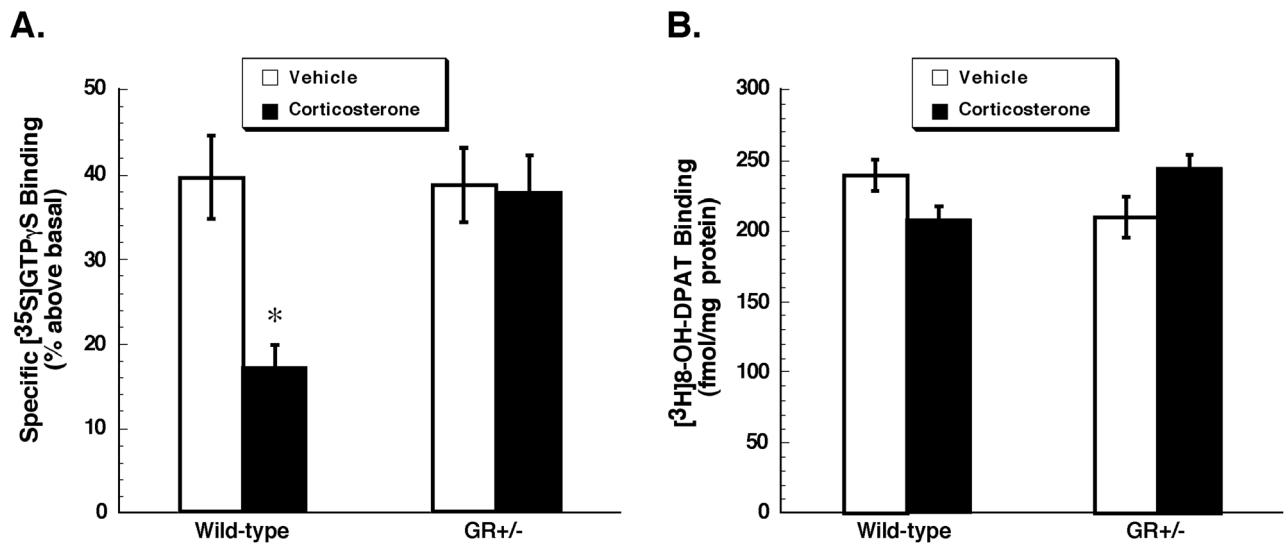 A.
Vehicle
Corticosterone
Specific [35S]GTPγS Binding
(% above basal)
50
40
30
20
10
0
*
Wild-type
GR+/-
B.
Vehicle
Corticosterone
[3H]8-OH-DPAT Binding
(fmol/mg protein)
300
250
200
150
100
50
0
Wild-type
GR+/-